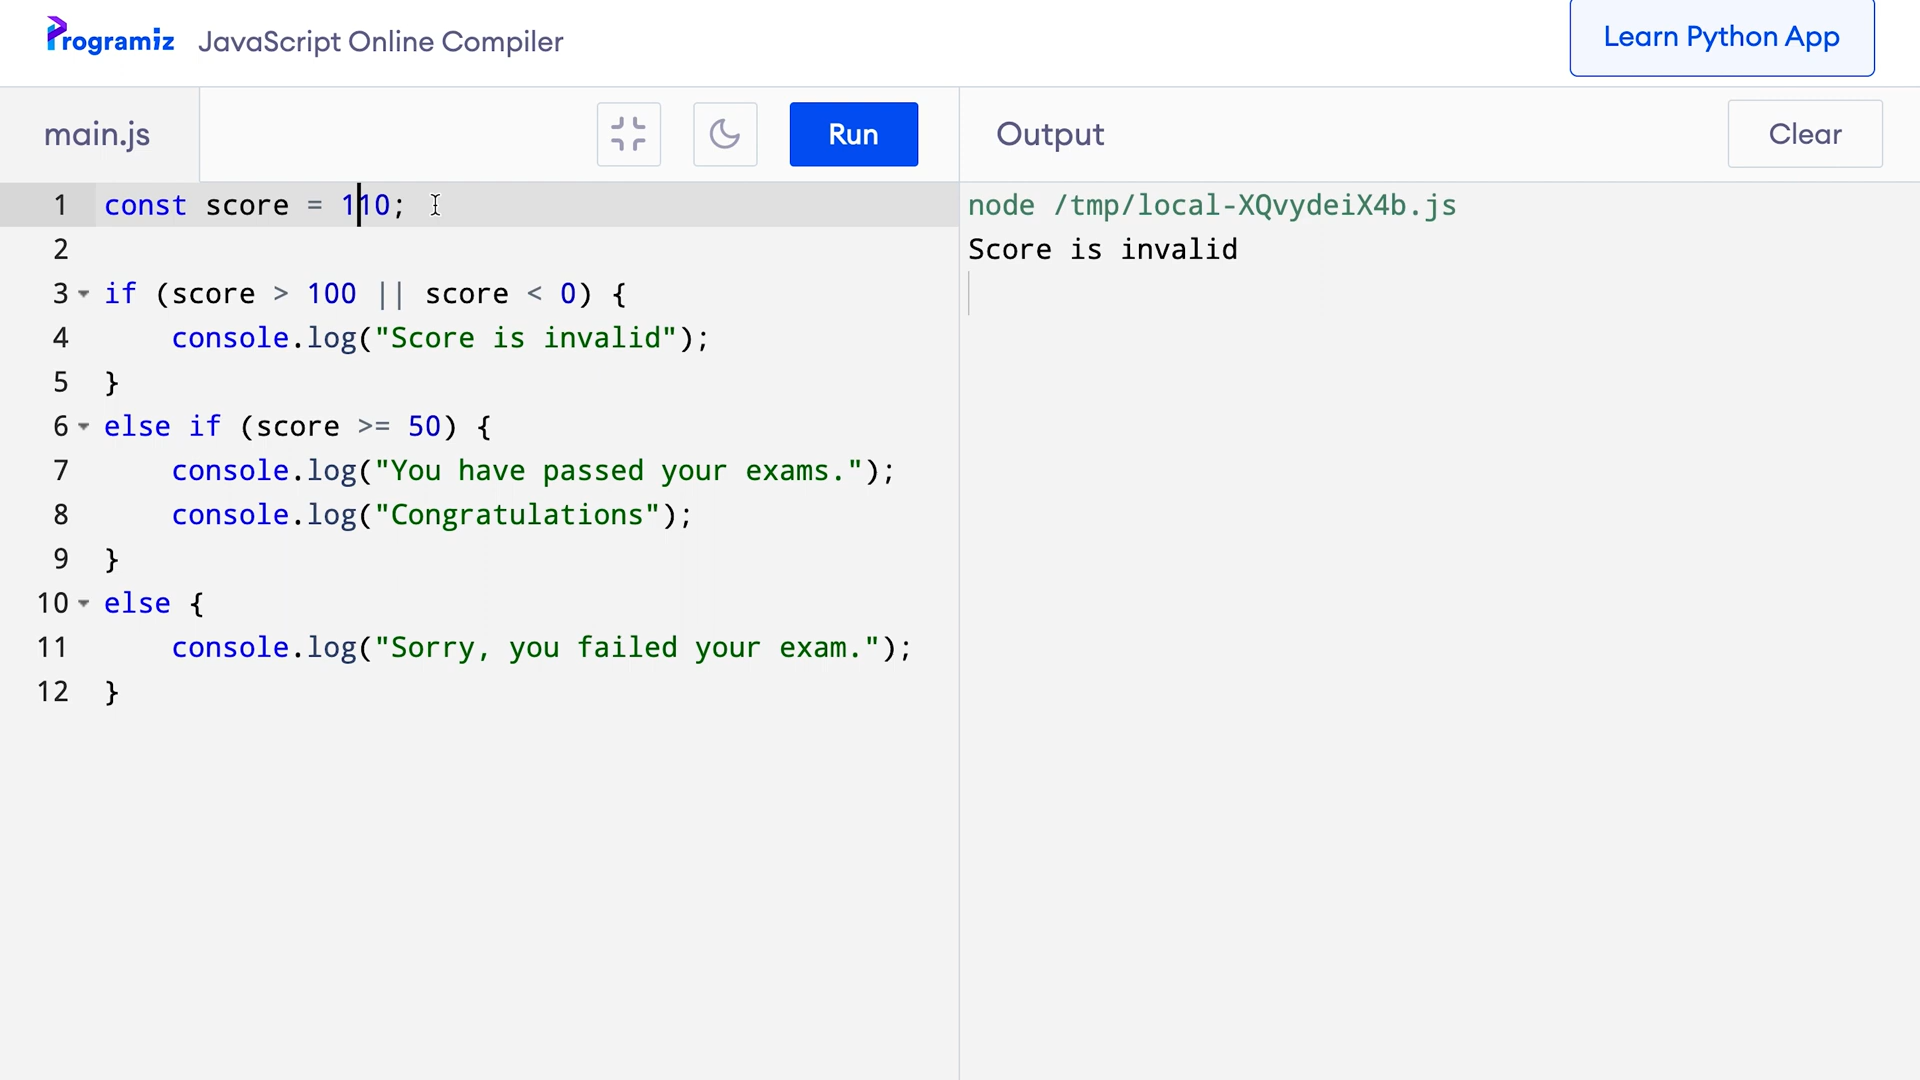 Programiz JavaScript Online Compiler
Learn Python App
main.js
Run
Output
Clear
1 const score = 110;
2
3 if (score > 100 || score < 0) {
4     console.log("Score is invalid");
5 }
6 else if (score >= 50) {
7     console.log("You have passed your exams.");
8     console.log("Congratulations");
9 }
10 else {
11     console.log("Sorry, you failed your exam.");
12 }
node /tmp/local-XQvydeiX4b.js
Score is invalid